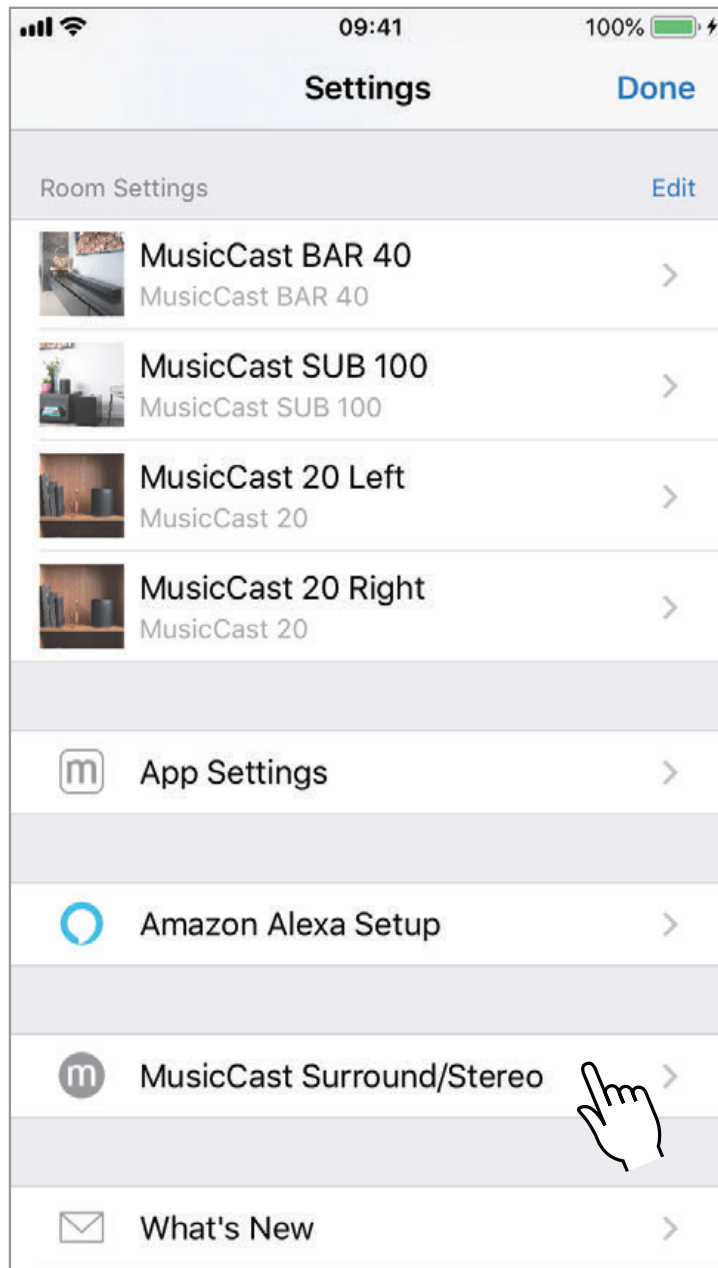 09:41
100%
Settings
Done
Room Settings
Edit
MusicCast BAR 40
MusicCast BAR 40
MusicCast SUB 100
MusicCast SUB 100
MusicCast 20 Left
MusicCast 20
MusicCast 20 Right
MusicCast 20
m
App Settings
Amazon Alexa Setup
m
MusicCast Surround/Stereo
What's New